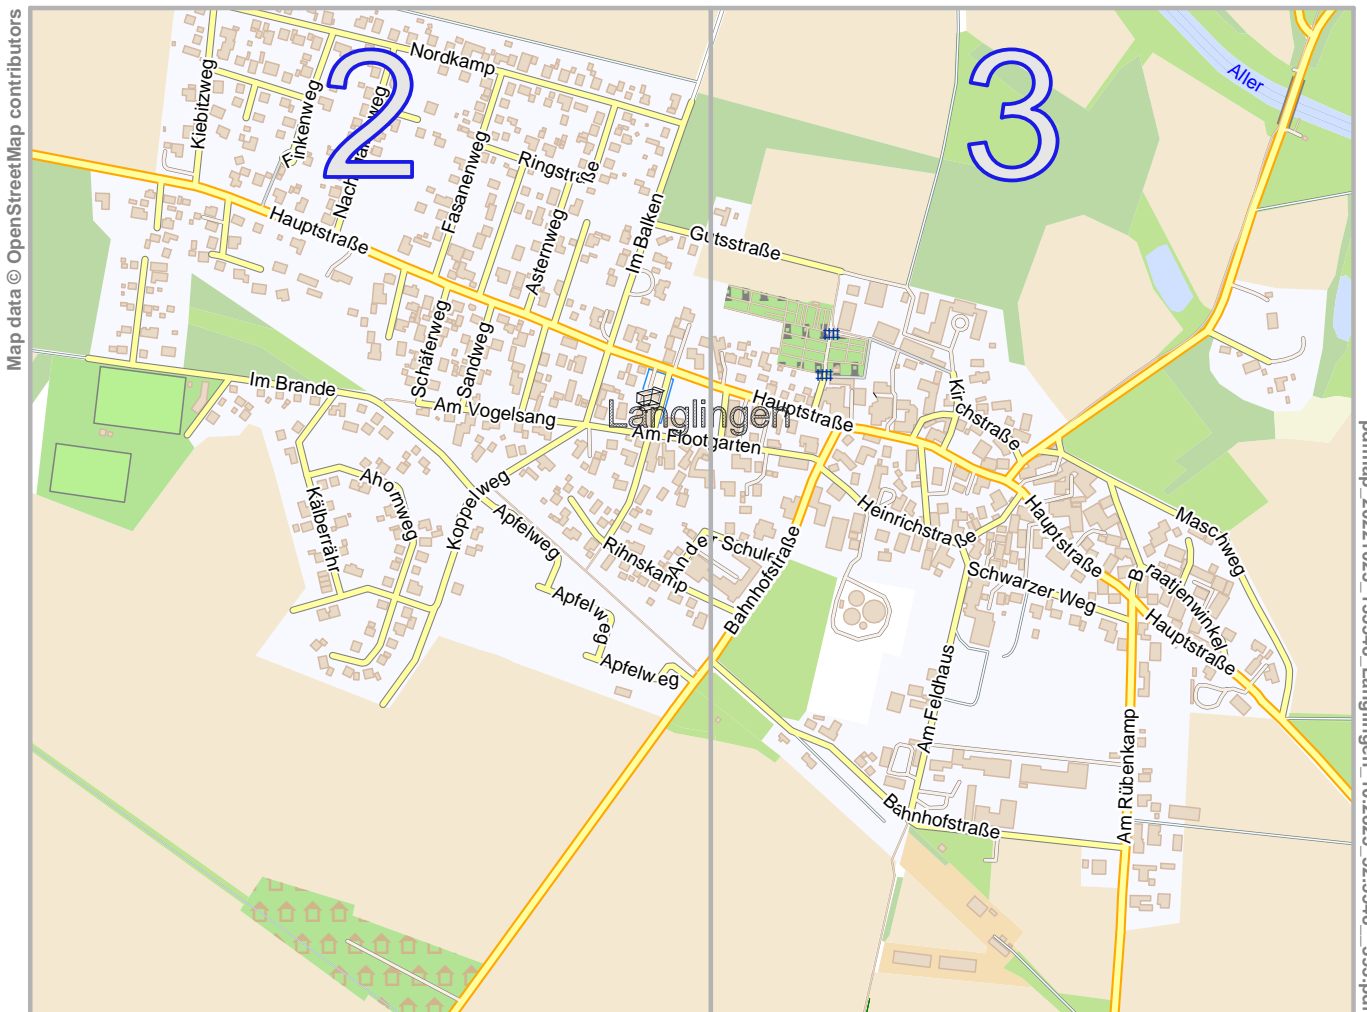 Map data © OpenStreetMap contributors
2
3
Nordkamp
Aller
Kiebitzweg
Finkenweg
Fasanenweg
Ringstraße
Hauptstraße
Asternweg
Im Balken
Gutsstraße
Schäferweg
Sandweg
Im Brande
Am Vogelsang
Langlingen
Hauptstraße
Kirchstraße
Am Flootgarten
Ahornweg
Koppelweg
Kälberrähr
Apfelweg
Rihnskamp
An der Schule
Bahnhofstraße
Heinrichstraße
Hauptstraße
Maschweg
Schwarzer Weg
Braatjenwinkel
Hauptstraße
Apfelweg
Apfelweg
Am Feldhaus
Am Rübenkamp
Bahnhofstraße